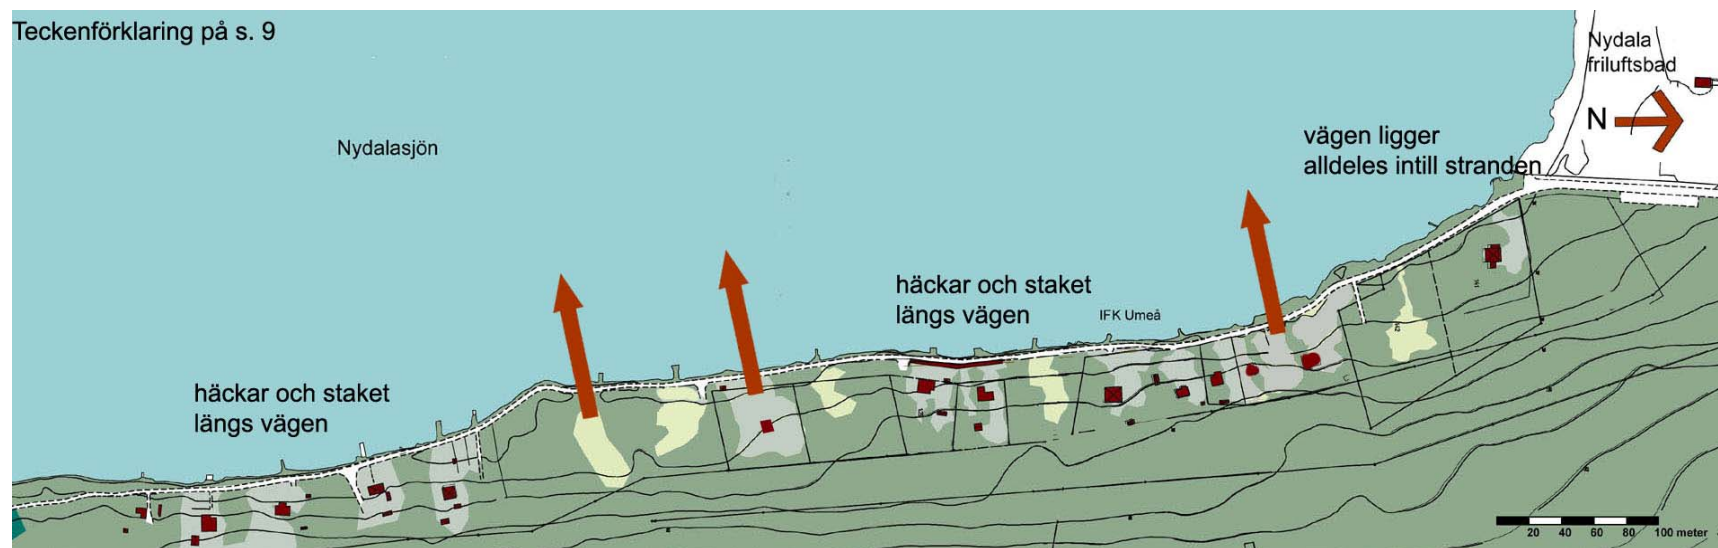 Teckenförklaring på s. 9
Nydala
friluftsbad
N
vägen ligger
alldeles intill stranden
Nydalasjön
häckar och staket
längs vägen
IFK Umeå
häckar och staket
längs vägen
20 40 60 80 100 meter